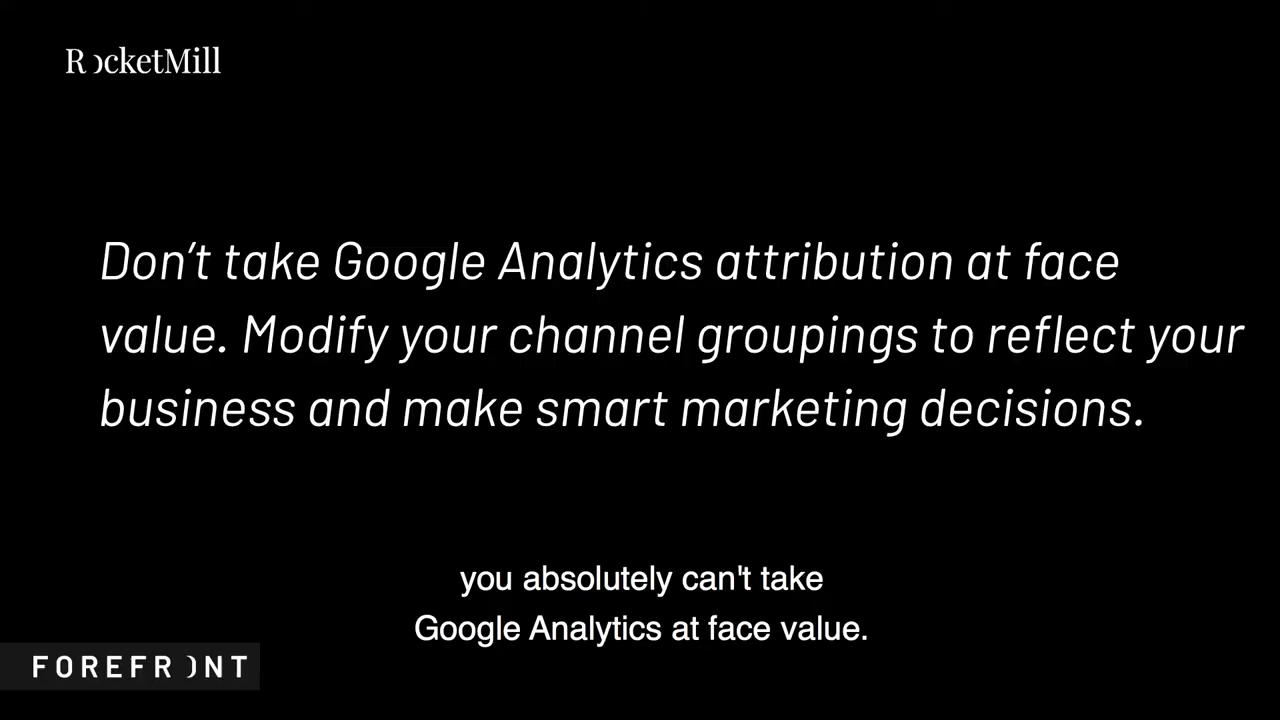 RocketMill
Don't take Google Analytics attribution at face
value. Modify your channel groupings to reflect your
business and make smart marketing decisions.
you absolutely can't take
Google Analytics at face value.
FOREFRONT